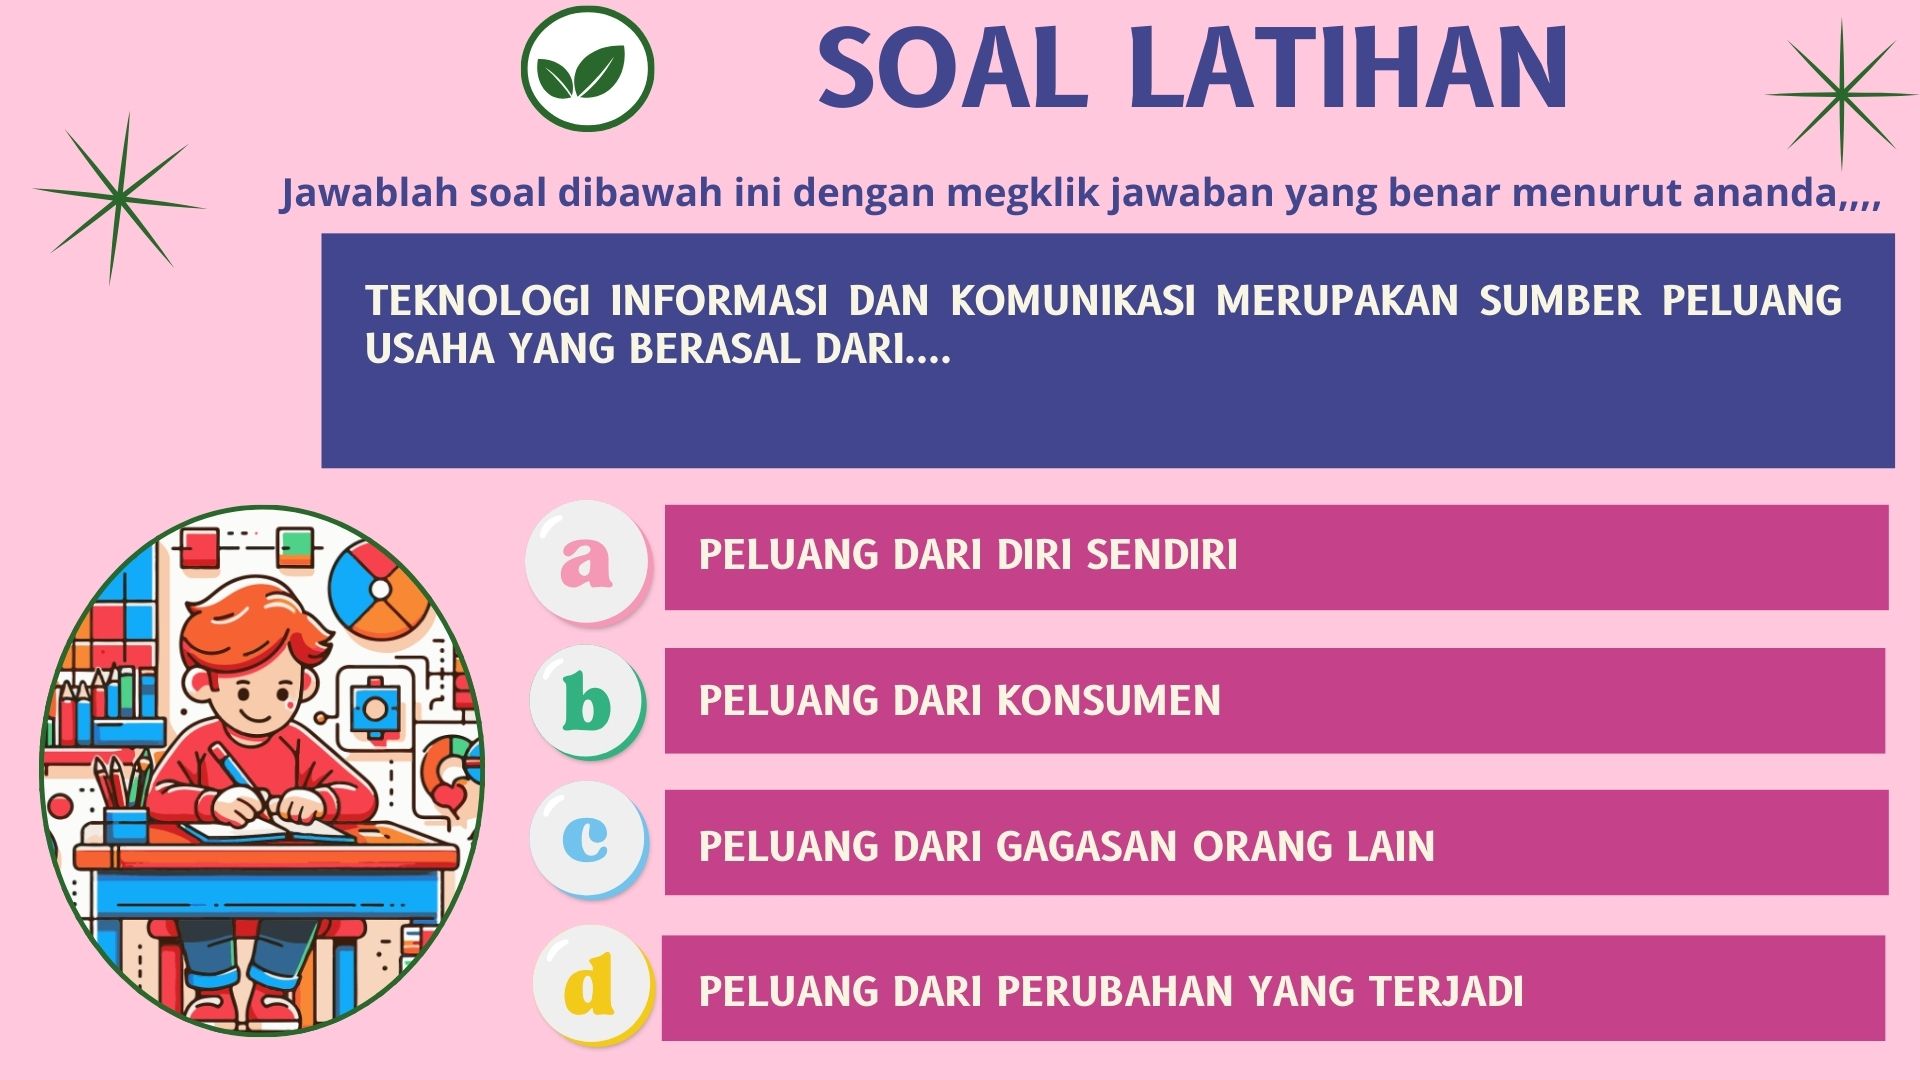 SOAL LATIHAN
Jawablah soal dibawah ini dengan megklik jawaban yang benar menurut ananda,,,,
TEKNOLOGI INFORMASI DAN KOMUNIKASI MERUPAKAN SUMBER PELUANG
USAHA YANG BERASAL DARI....
a PELUANG DARI DIRI SENDIRI
b PELUANG DARI KONSUMEN
c PELUANG DARI GAGASAN ORANG LAIN
d PELUANG DARI PERUBAHAN YANG TERJADI